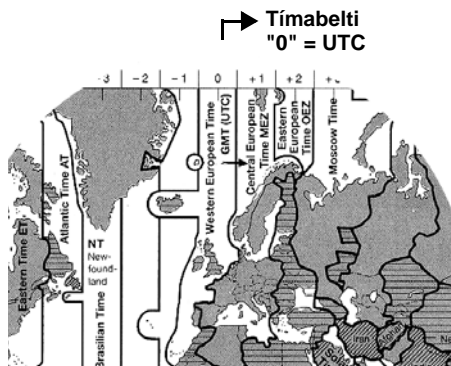 Tímabelti
"0" = UTC
-3 -2 -1 0 +1 +2
Eastern Time ET
Atlantic Time AT
NT
New-
found-
land
Brasilian Time
Western European Time
GMT (UTC)
Central European
Time MEZ
Eastern
European
Time OEZ
Moscow Time
Iran